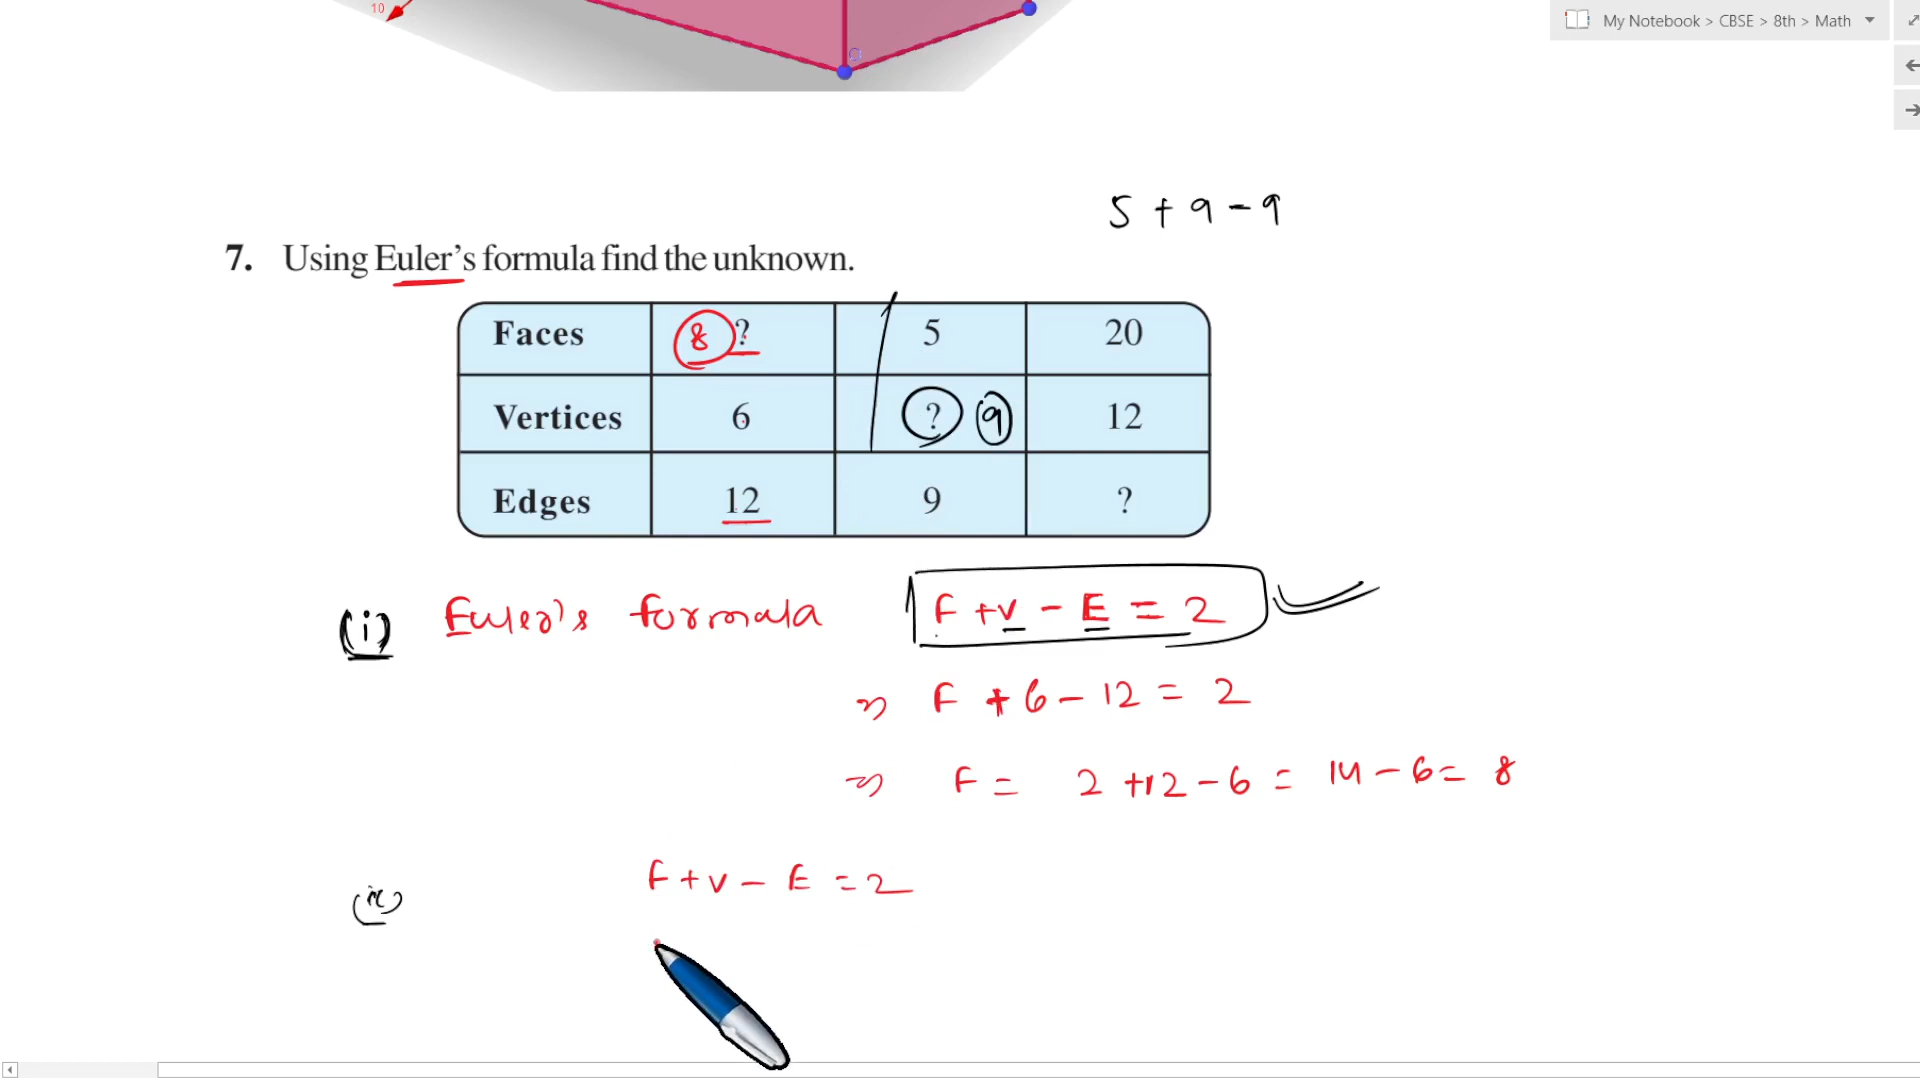 10
My Notebook > CBSE > 8th > Math
5 + 9 - 9
7. Using Euler's formula find the unknown.
Faces 8 ? 5 20
Vertices 6 ? 9 12
Edges 12 9 ?
(i) Euler's formula F + V - E = 2
⇒ F + 6 - 12 = 2
⇒ F = 2 + 12 - 6 = 14 - 6 = 8
(ii) F + V - E = 2